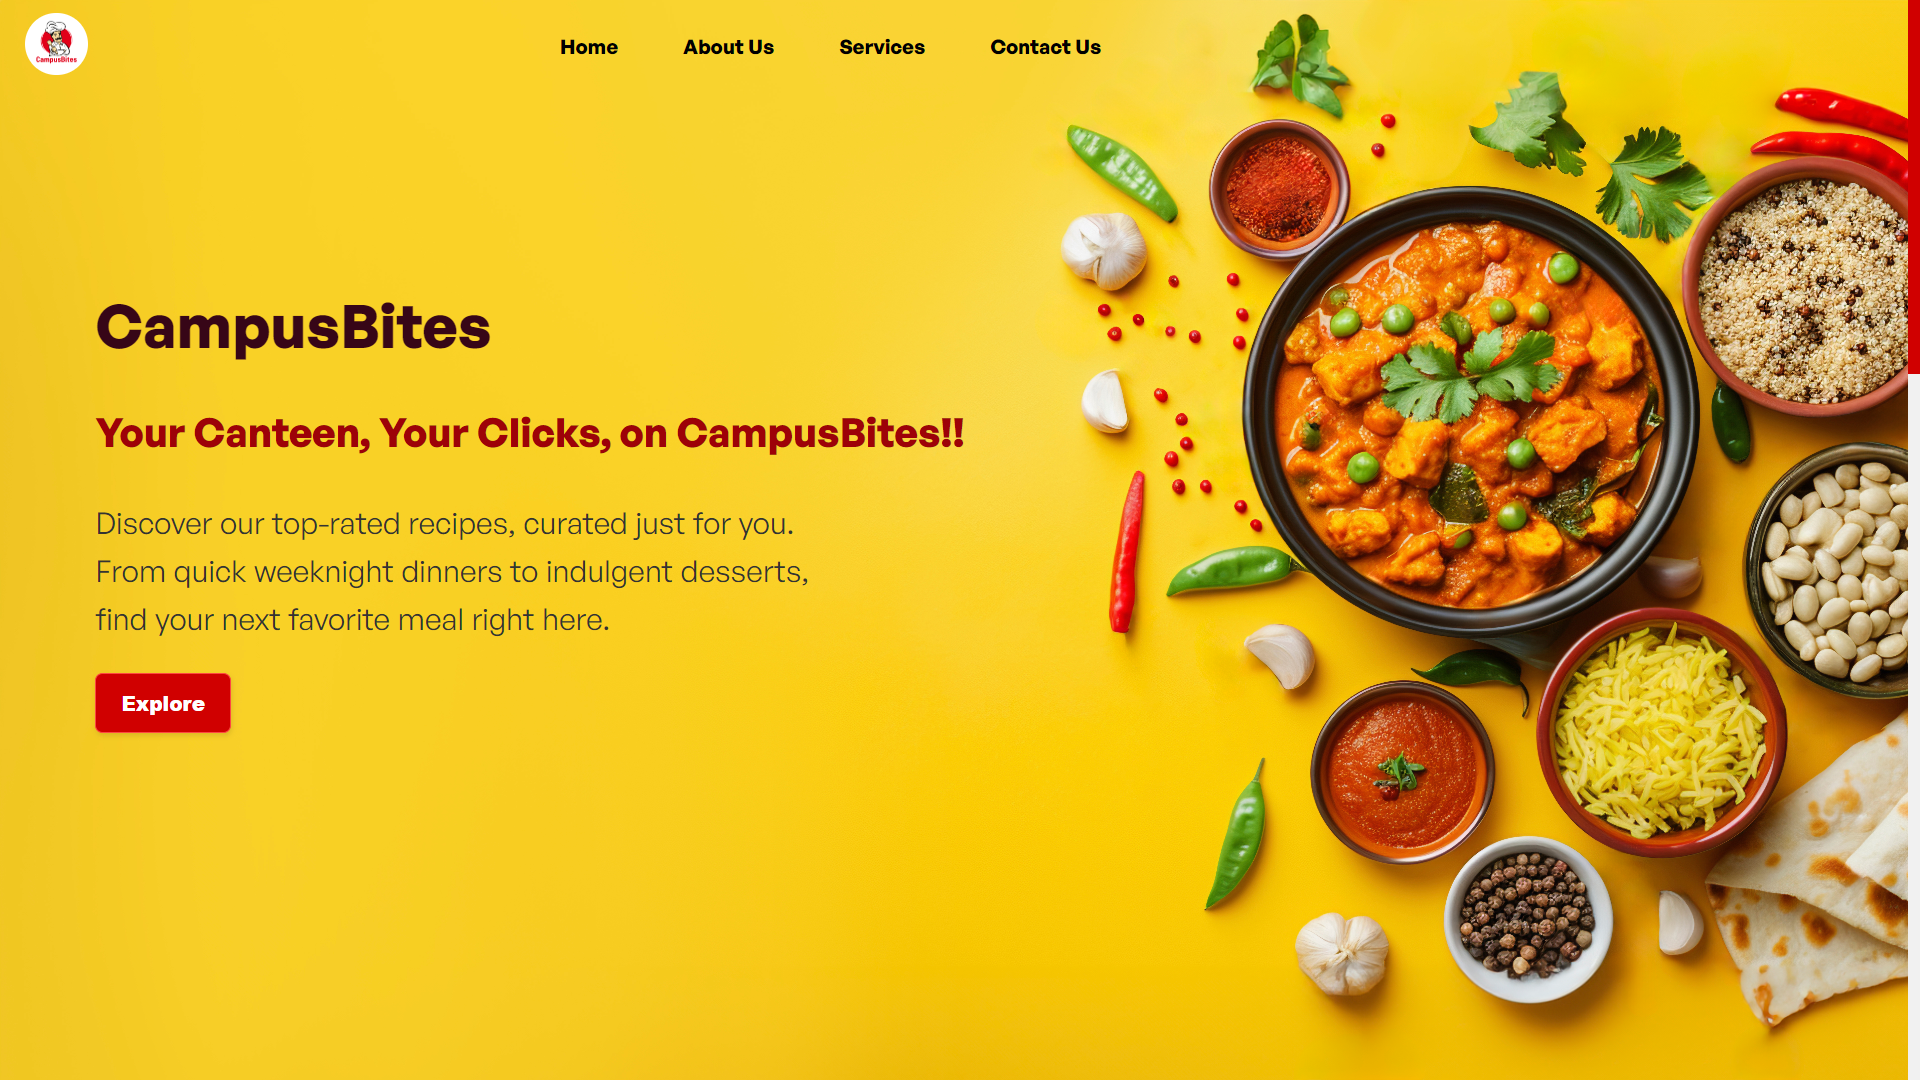 CampusBites
Home
About Us
Services
Contact Us
CampusBites
Your Canteen, Your Clicks, on CampusBites!!
Discover our top-rated recipes, curated just for you.
From quick weeknight dinners to indulgent desserts,
find your next favorite meal right here.
Explore